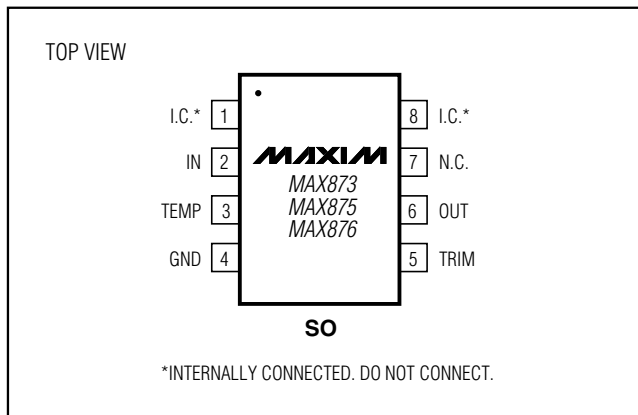 TOP VIEW
I.C.* 1
8 I.C.*
IN 2
MAXIM
7 N.C.
MAX873
TEMP 3
MAX875
6 OUT
MAX876
GND 4
5 TRIM
SO
*INTERNALLY CONNECTED. DO NOT CONNECT.